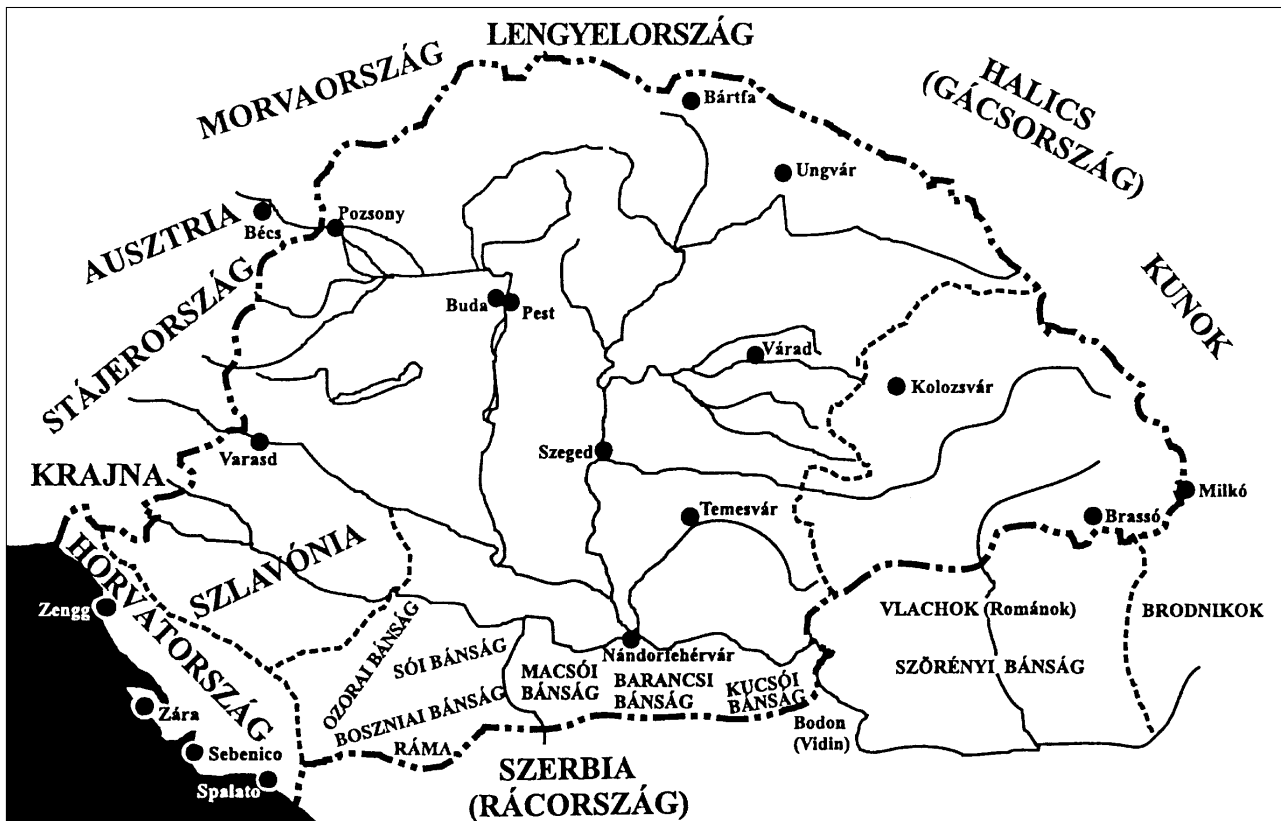 LENGYELORSZÁG
MORVAORSZÁG
HALICS
(GÁCSORSZÁG)
Bártfa
Ungvár
AUSZTRIA
Bécs
Pozsony
STÁJERORSZÁG
KUNOK
Buda
Pest
Várad
Kolozsvár
Varasd
Szeged
KRAJNA
Temesvár
Milkó
Brassó
HORVATORSZÁG
SZLAVÓNIA
Zengg
VLACHOK (Románok)
BRODNIKOK
OZORAI BÁNSÁG
SÓI BÁNSÁG
Nándorfehérvár
MACSÓI
BÁNSÁG
BARANCSI
BÁNSÁG
KUCSÓI
BÁNSÁG
SZÖRÉNYI BÁNSÁG
BOSZNIAI BÁNSÁG
Zára
Bodon
(Vidin)
RÁMA
Sebenico
Spalato
SZERBIA
(RÁCORSZÁG)